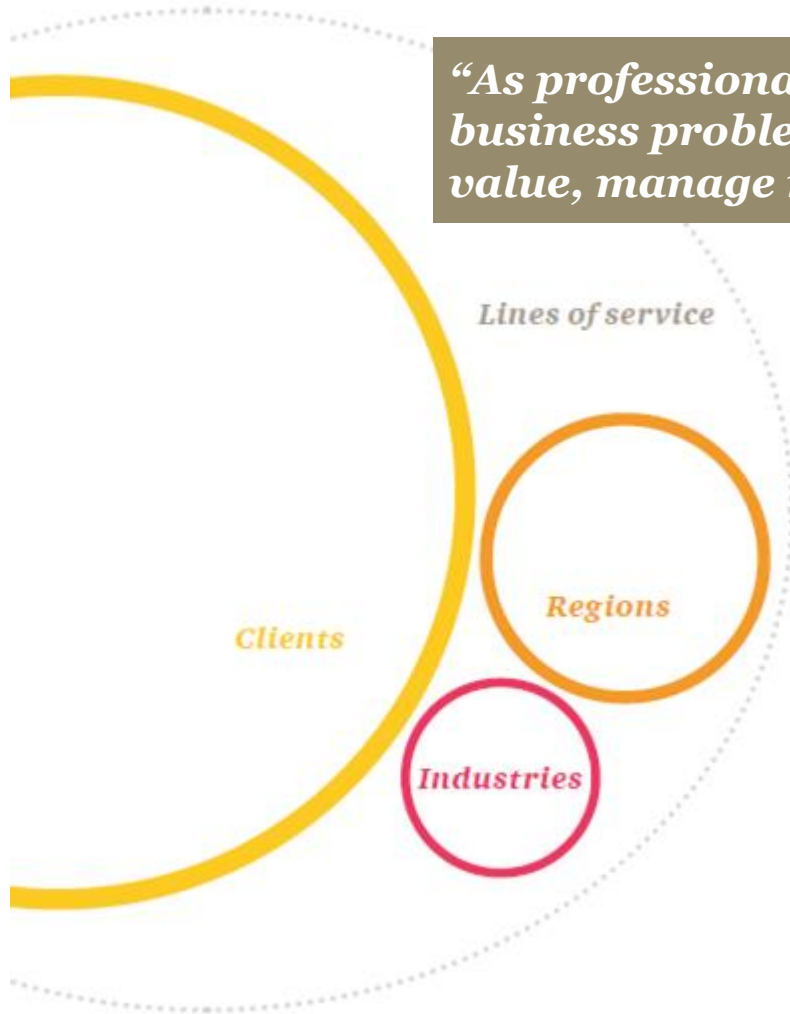 “As professiona
business proble
value, manage
Lines of service
Regions
Clients
Industries